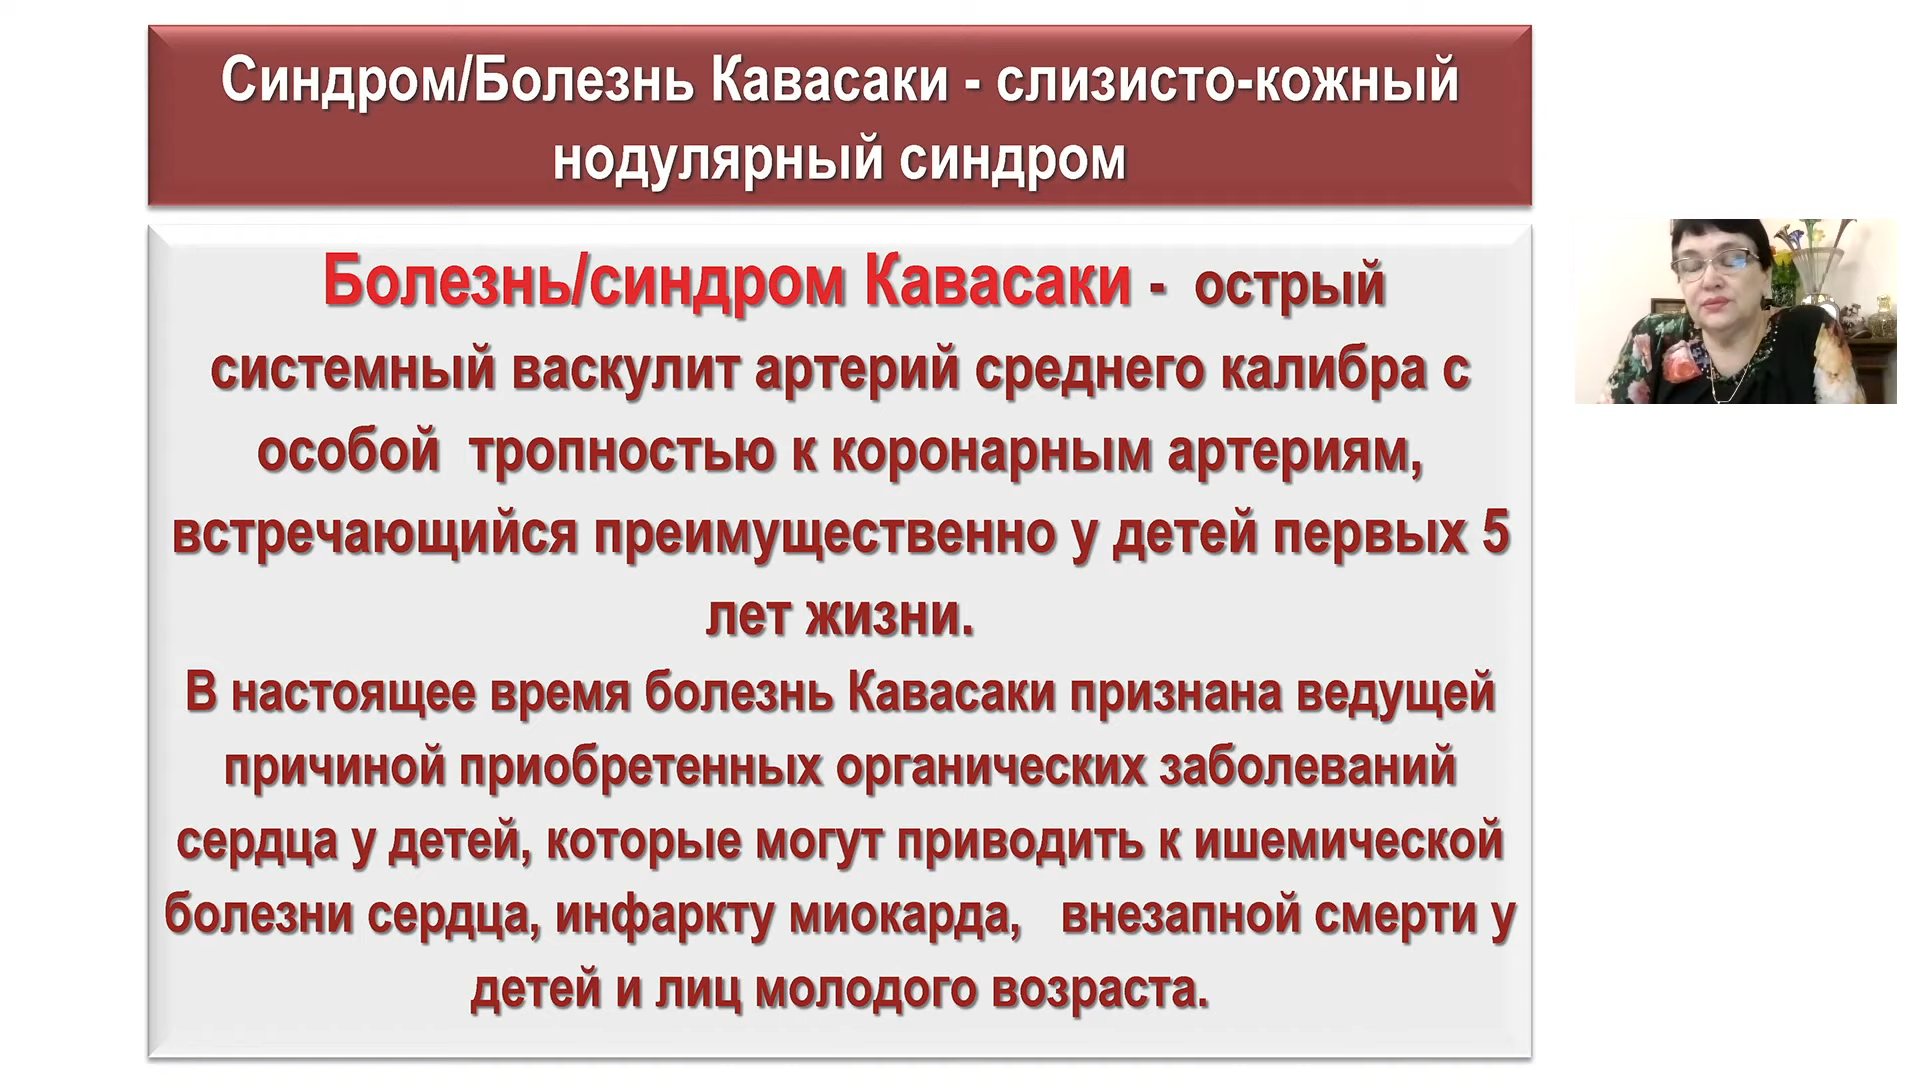 Синдром/Болезнь Кавасаки - слизисто-кожный
нодулярный синдром
Болезнь/синдром Кавасаки - острый
системный васкулит артерий среднего калибра с
особой тропностью к коронарным артериям,
встречающийся преимущественно у детей первых 5
лет жизни.
В настоящее время болезнь Кавасаки признана ведущей
причиной приобретенных органических заболеваний
сердца у детей, которые могут приводить к ишемической
болезни сердца, инфаркту миокарда, внезапной смерти у
детей и лиц молодого возраста.